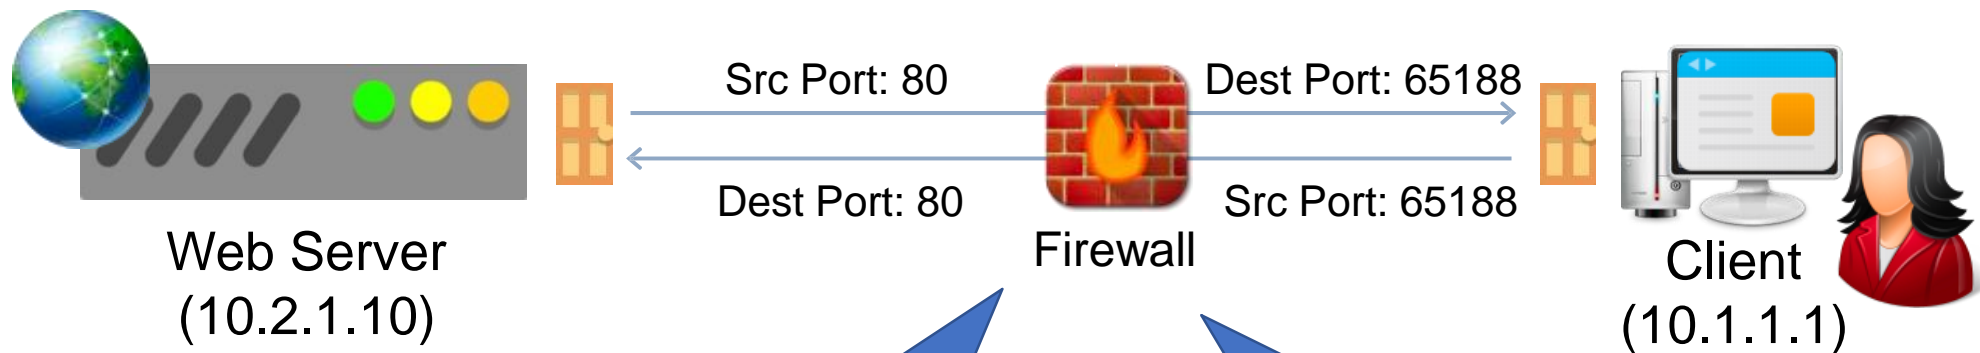 Src Port: 80
Dest Port: 65188
Dest Port: 80
Src Port: 65188
Web Server
(10.2.1.10)
Firewall
Client
(10.1.1.1)